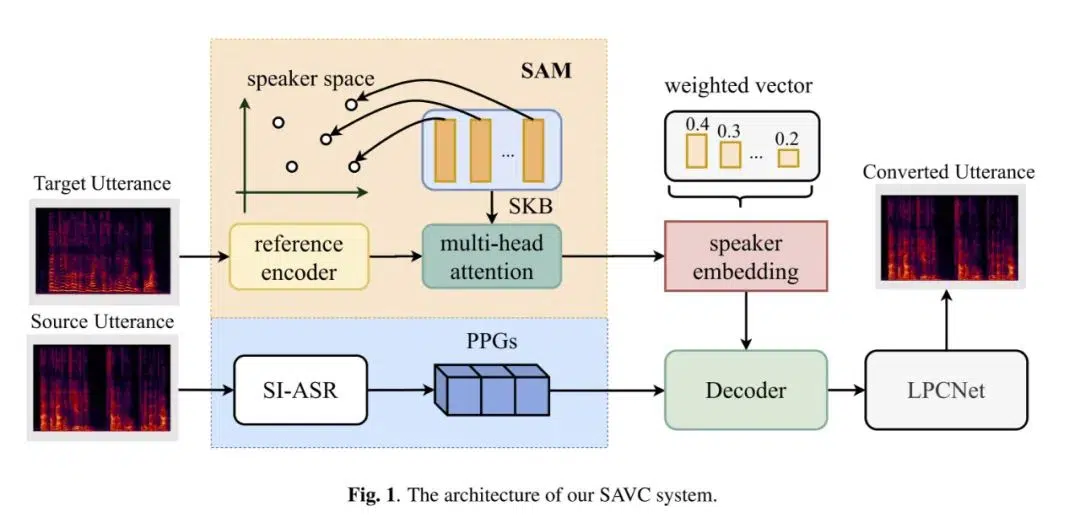 SAM
speaker space
...
SKB
weighted vector
0.4
0.3
...
0.2
Target Utterance
reference
encoder
multi-head
attention
speaker
embedding
Converted Utterance
Source Utterance
SI-ASR
PPGs
Decoder
LPCNet
Fig. 1. The architecture of our SAVC system.